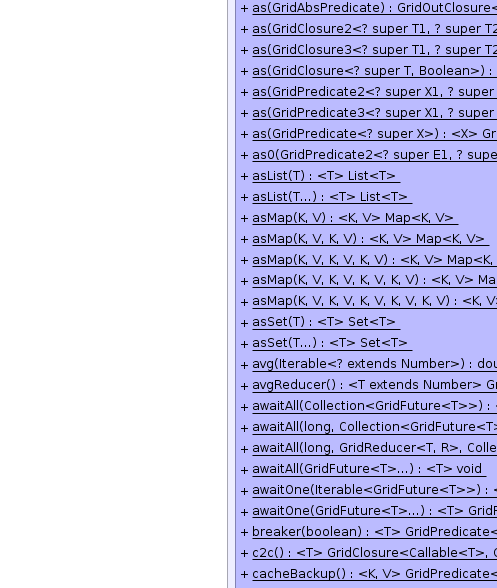 + as(GridAbsPredicate) : GridOutClosure<
+ as(GridClosure2<? super T1, ? super T2
+ as(GridClosure3<? super T1, ? super T2
+ as(GridClosure<? super T, Boolean>) :
+ as(GridPredicate2<? super X1, ? super
+ as(GridPredicate3<? super X1, ? super
+ as(GridPredicate<? super X>) : <X> Gr
+ as0(GridPredicate2<? super E1, ? supe
+ asList(T) : <T> List<T>
+ asList(T...) : <T> List<T>
+ asMap(K, V) : <K, V> Map<K, V>
+ asMap(K, V, K, V) : <K, V> Map<K, V>
+ asMap(K, V, K, V, K, V) : <K, V> Map<K,
+ asMap(K, V, K, V, K, V, K, V) : <K, V> Ma
+ asMap(K, V, K, V, K, V, K, V, K, V) : <K, V>
+ asSet(T) : <T> Set<T>
+ asSet(T...) : <T> Set<T>
+ avg(Iterable<? extends Number>) : dou
+ avgReducer() : <T extends Number> Gr
+ awaitAll(Collection<GridFuture<T>>) : <
+ awaitAll(long, Collection<GridFuture<T>
+ awaitAll(long, GridReducer<T, R>, Colle
+ awaitAll(GridFuture<T>...) : <T> void
+ awaitOne(Iterable<GridFuture<T>>) : <
+ awaitOne(GridFuture<T>...) : <T> GridF
+ breaker(boolean) : <T> GridPredicate<
+ c2c() : <T> GridClosure<Callable<T>, G
+ cacheBackup() : <K, V> GridPredicate<